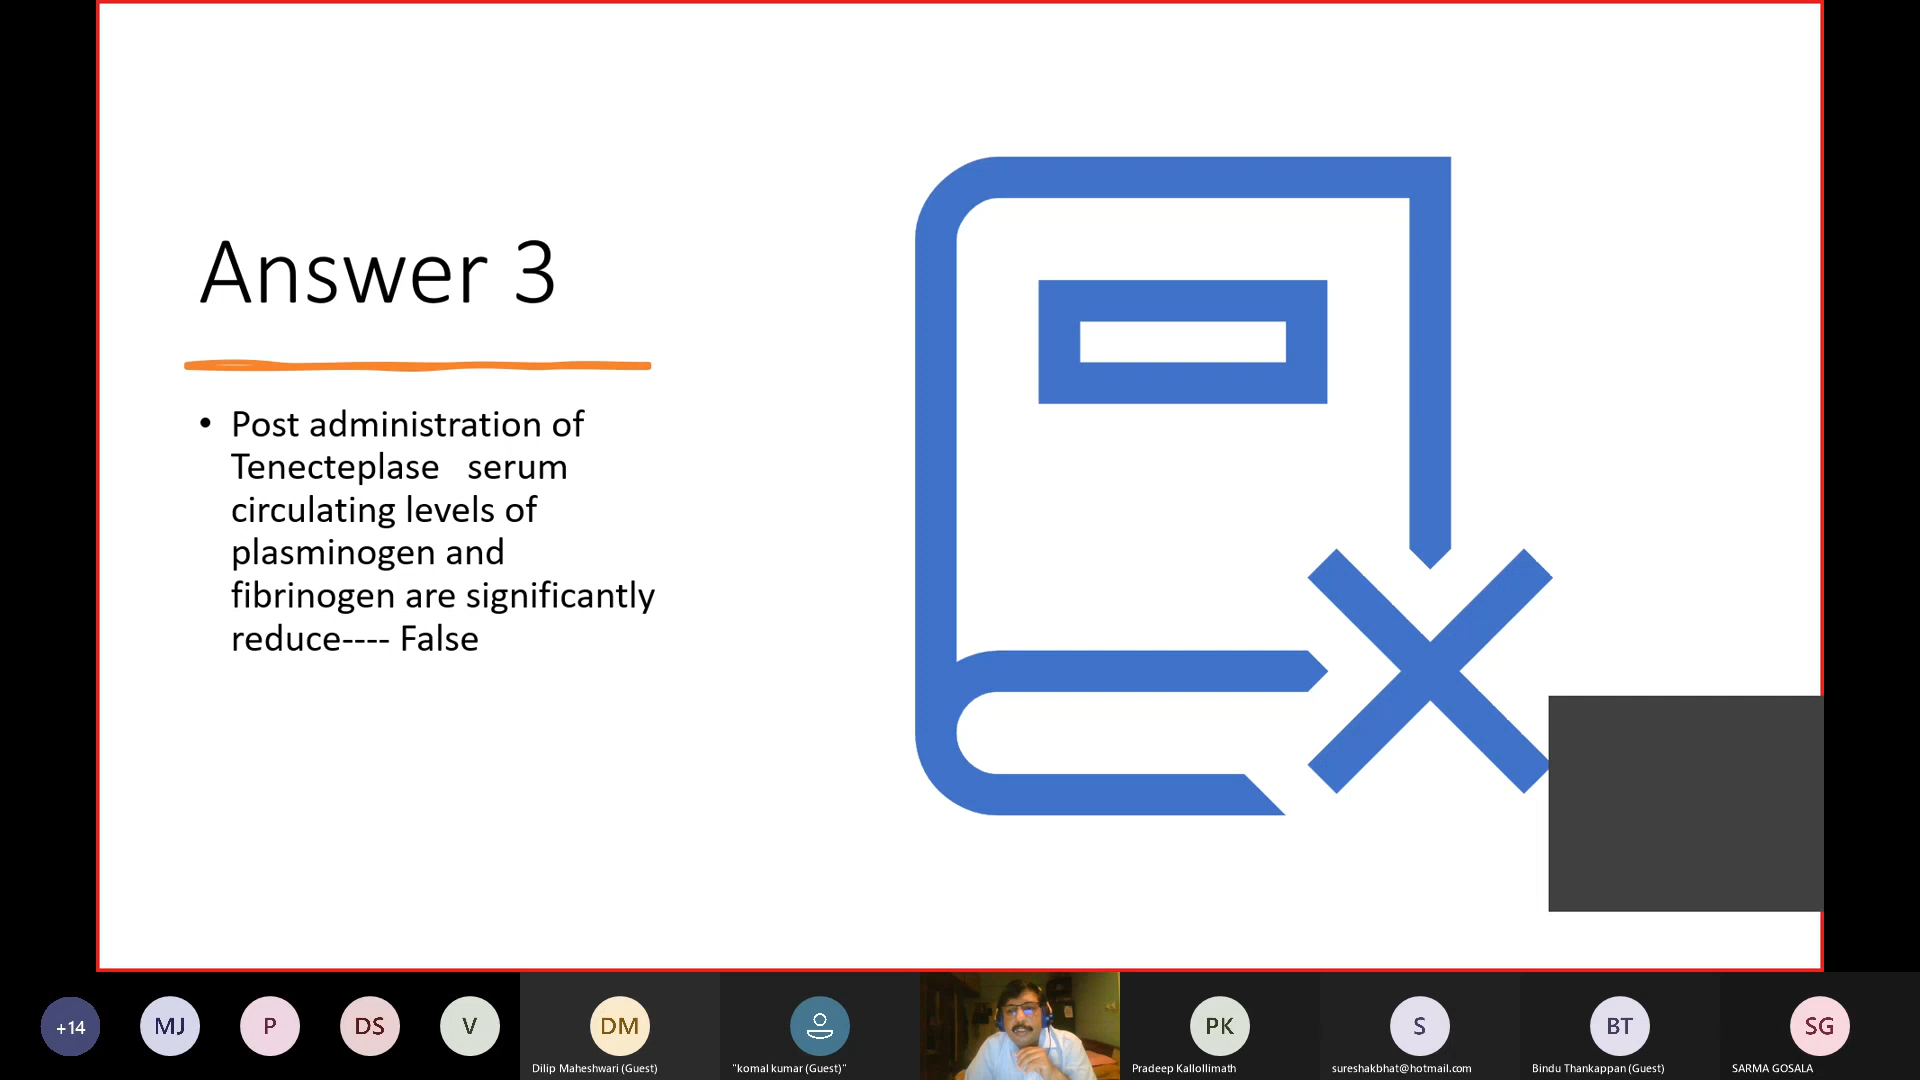 Answer 3
• Post administration of
Tenecteplase serum
circulating levels of
plasminogen and
fibrinogen are significantly
reduce---- False
+14
MJ
P
DS
V
DM
PK
S
BT
SG
Dilip Maheshwari (Guest)
"komal kumar (Guest)"
Pradeep Kallollimath
sureshakbhat@hotmail.com
Bindu Thankappan (Guest)
SARMA GOSALA